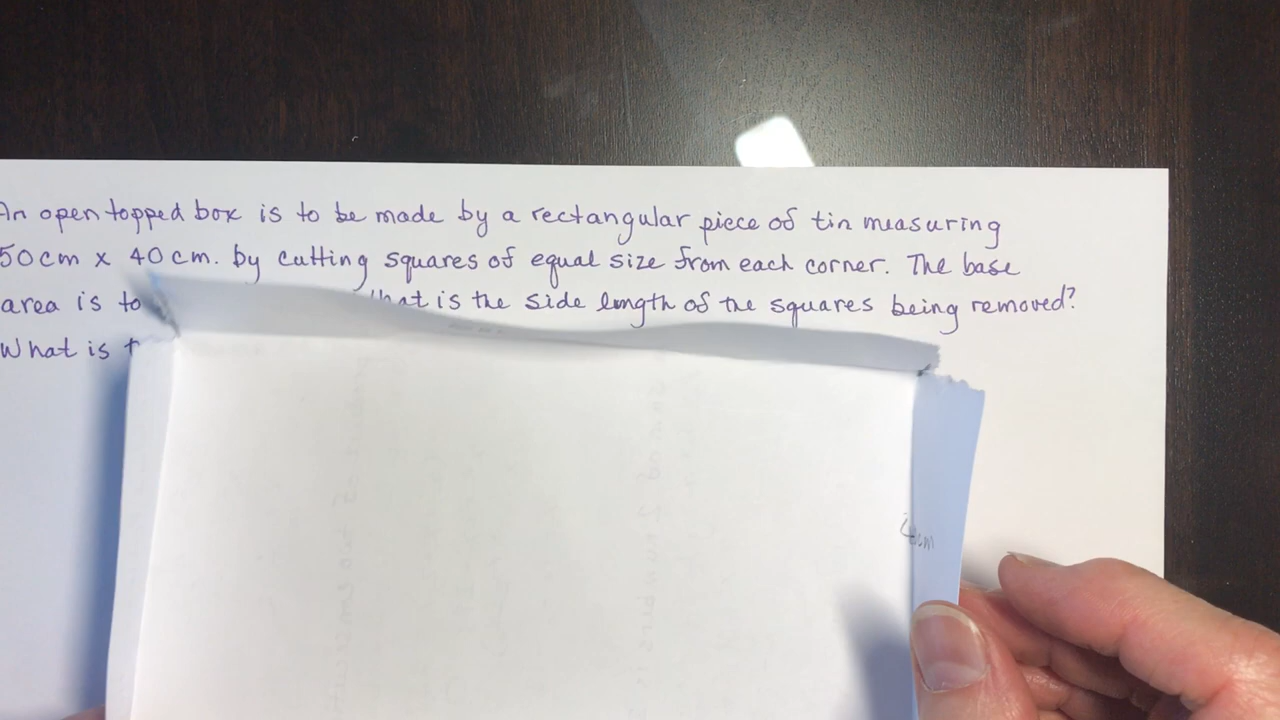 An open topped box is to be made by a rectangular piece of tin measuring
50cm x 40cm. by cutting squares of equal size from each corner. The base
area is to hat is the side length of the squares being removed?
What is t
cm